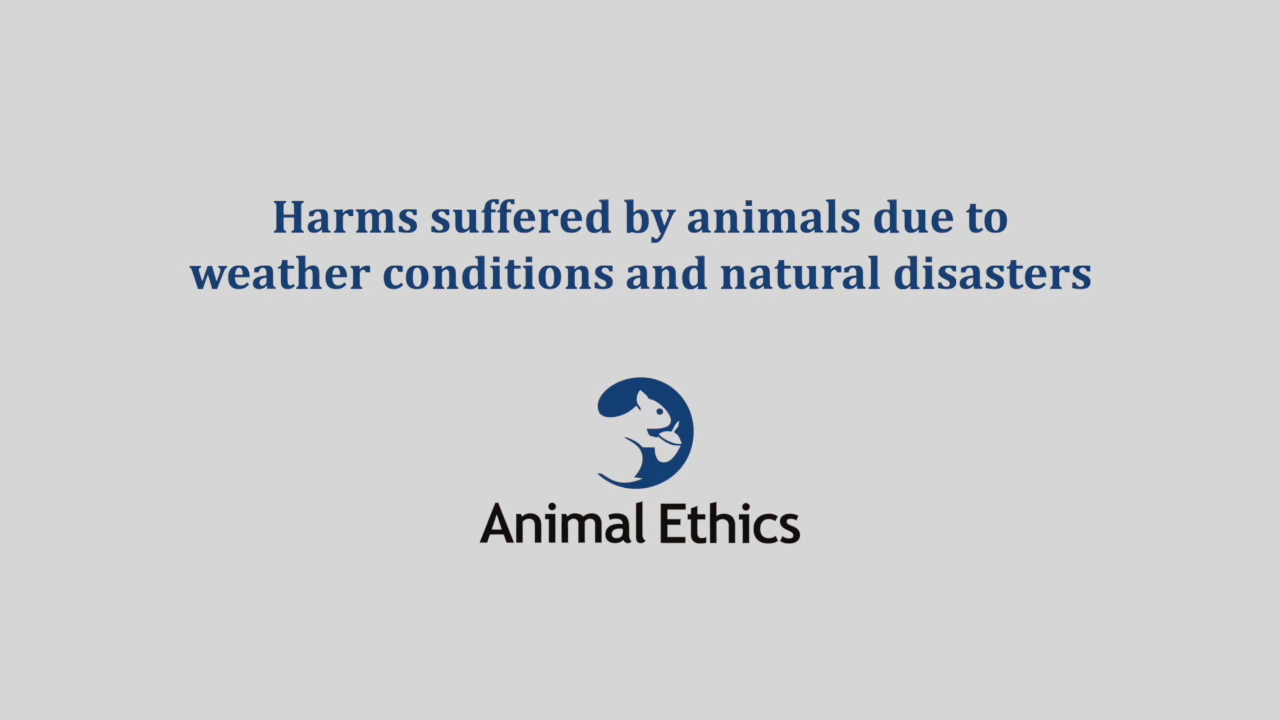 Harms suffered by animals due to
weather conditions and natural disasters
Animal Ethics